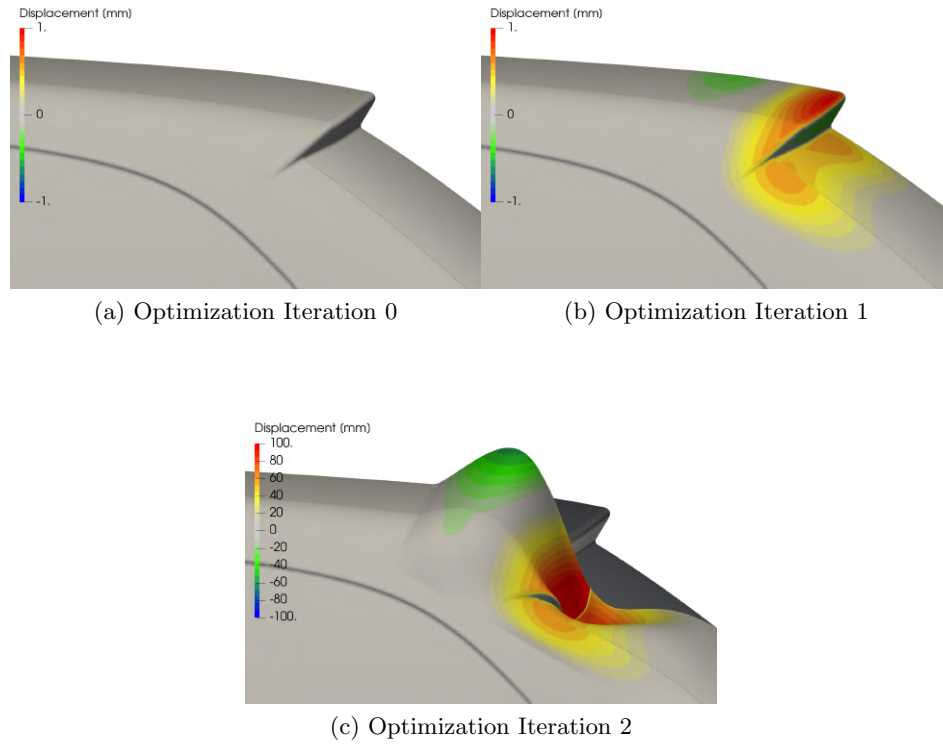 Displacement (mm)
1.
0
-1.
Displacement (mm)
1.
0
-1.
(a) Optimization Iteration 0
(b) Optimization Iteration 1
Displacement (mm)
100.
80
60
40
20
0
-20
-40
-60
-80
-100.
(c) Optimization Iteration 2